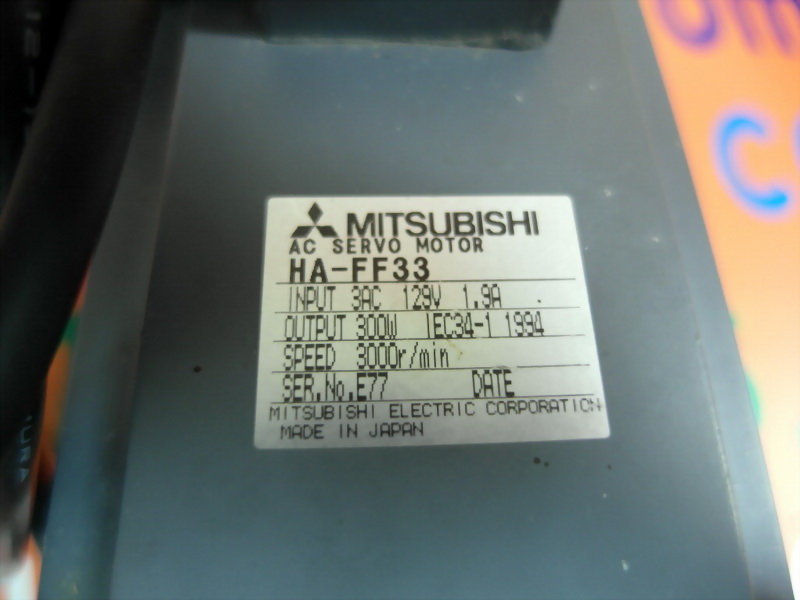 MITSUBISHI
AC SERVO MOTOR
HA-FF33
INPUT 3AC 129V 1.9A
OUTPUT 300W IEC34-1 1994
SPEED 3000r/min
SER.No.E77 DATE
MITSUBISHI ELECTRIC CORPORATION
MADE IN JAPAN